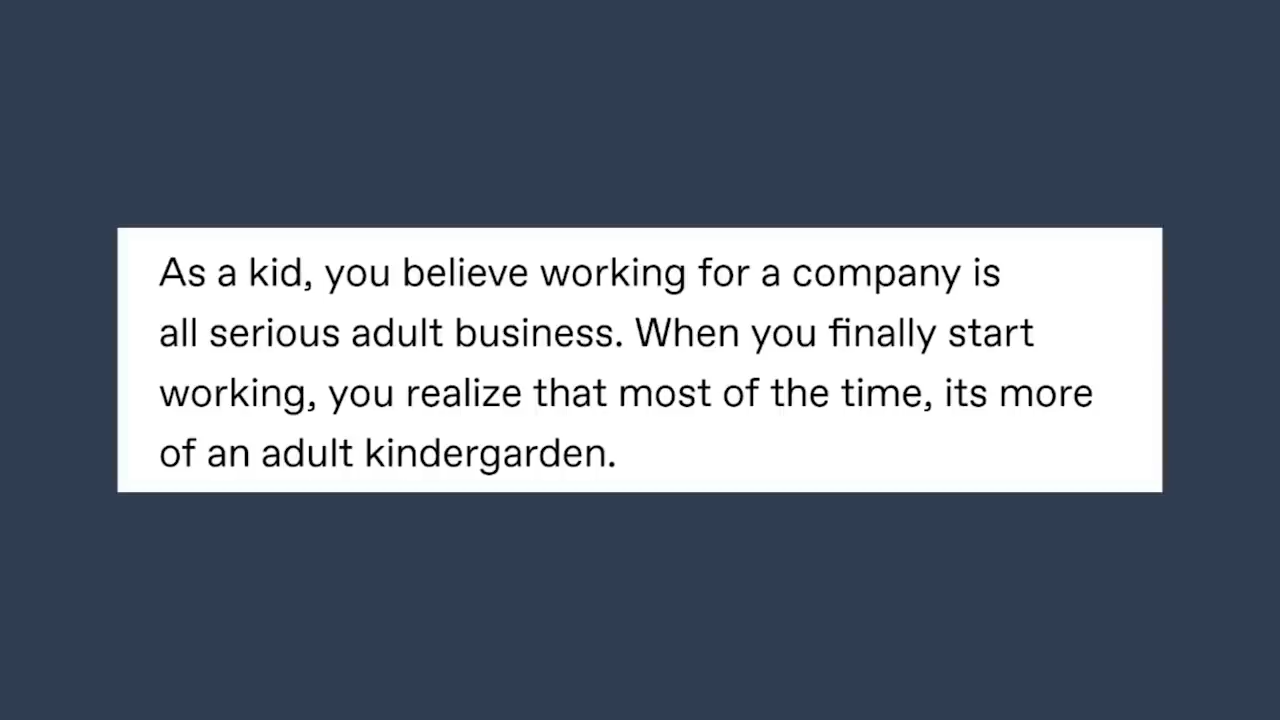 As a kid, you believe working for a company is
all serious adult business. When you finally start
working, you realize that most of the time, its more
of an adult kindergarden.